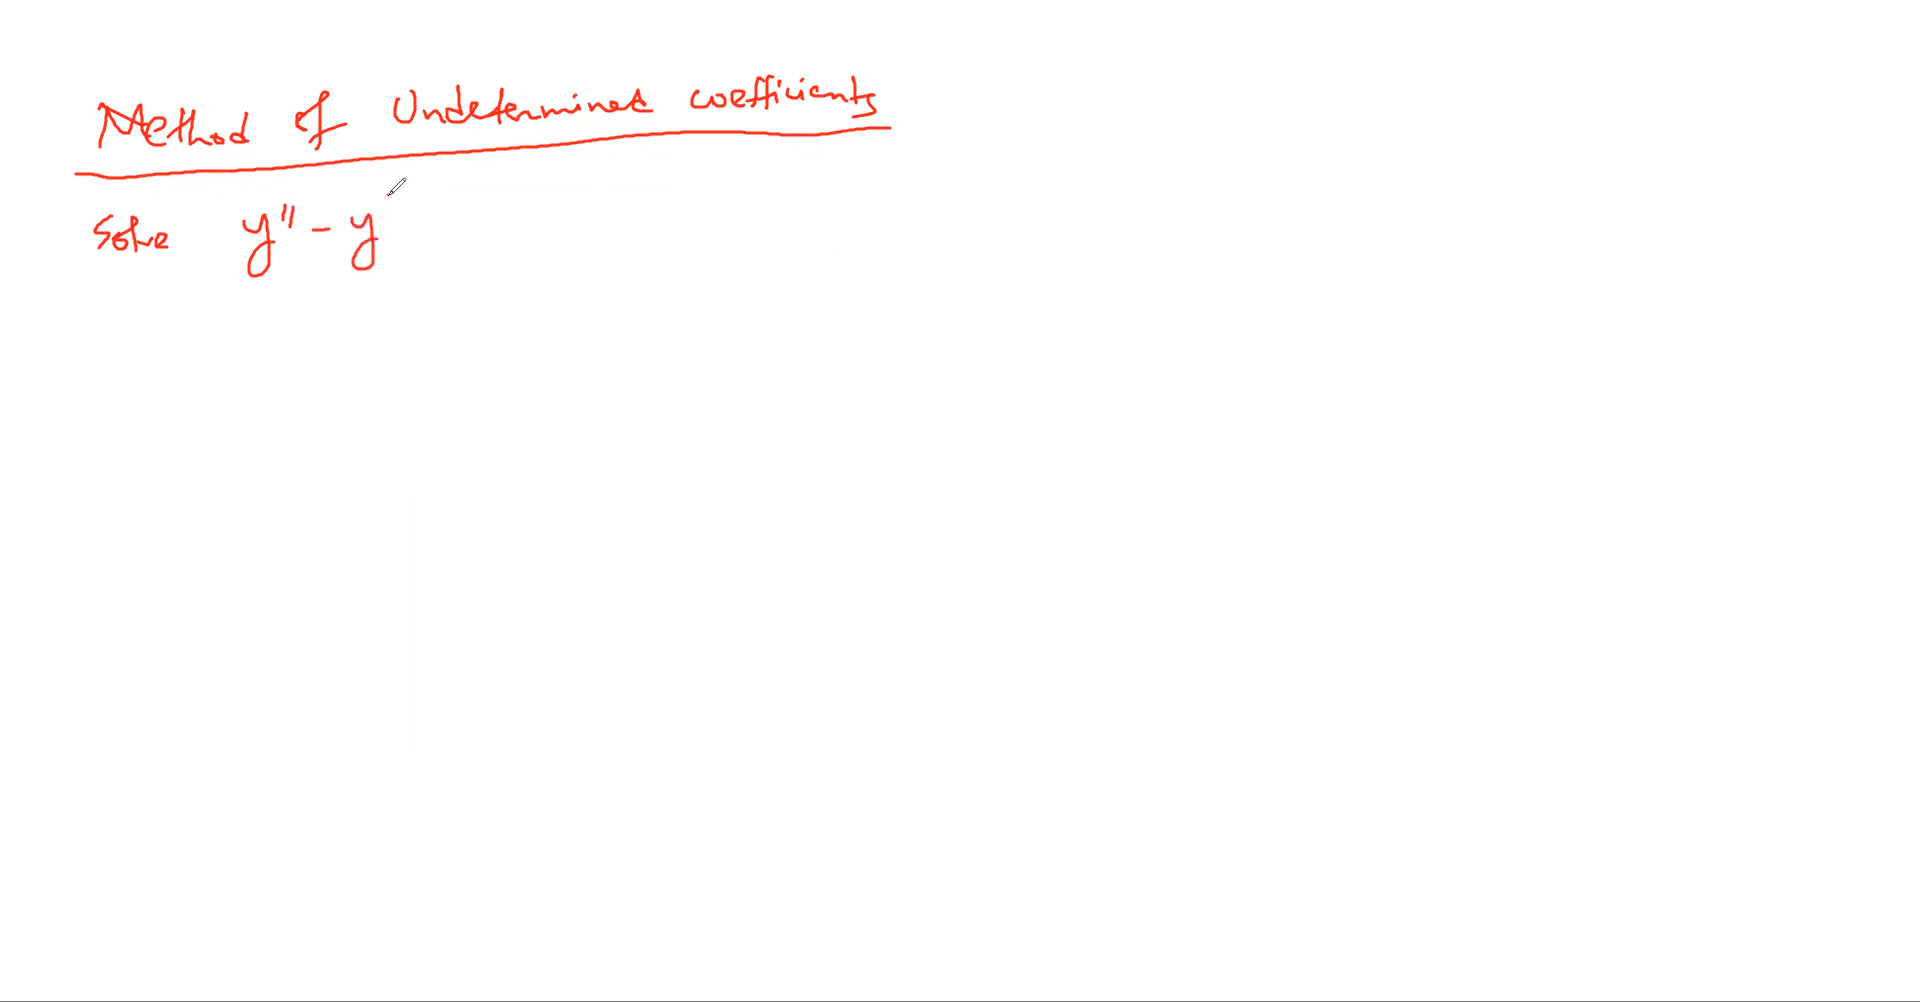 Method of Undetermined coefficients
Solve y" - y